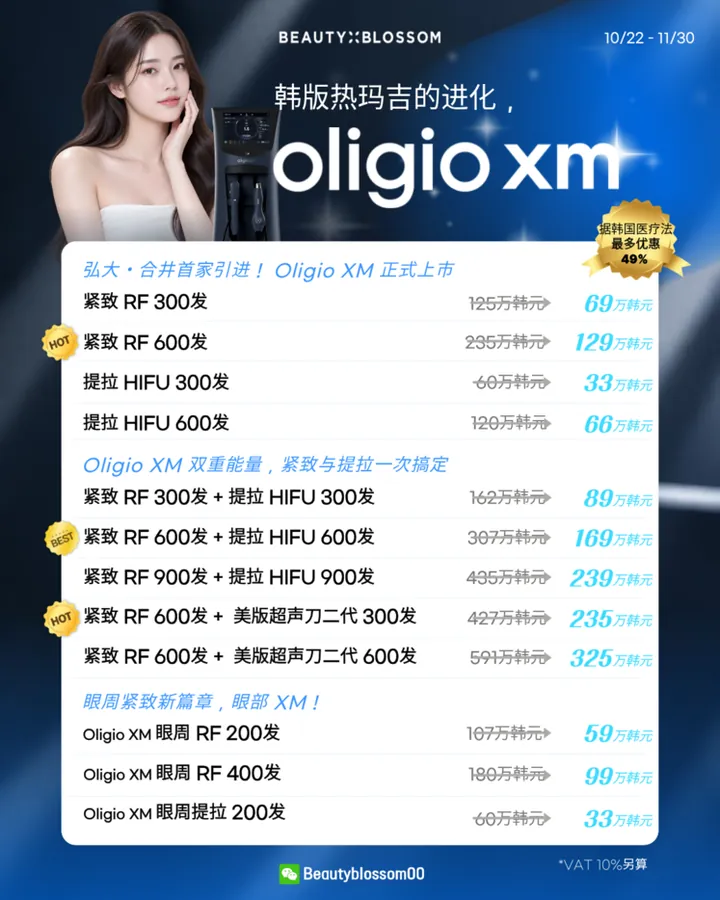 BEAUTY BLOSSOM
10/22 - 11/30
韩版热玛吉的进化，
oligio xm
据韩国医疗法
最多优惠
49%
弘大・合井首家引进！ Oligio XM 正式上市
紧致 RF 300发 125万韩元 69万韩元
HOT 紧致 RF 600发 235万韩元 129万韩元
提拉 HIFU 300发 60万韩元 33万韩元
提拉 HIFU 600发 120万韩元 66万韩元
Oligio XM 双重能量，紧致与提拉一次搞定
紧致 RF 300发 + 提拉 HIFU 300发 162万韩元 89万韩元
BEST 紧致 RF 600发 + 提拉 HIFU 600发 307万韩元 169万韩元
紧致 RF 900发 + 提拉 HIFU 900发 435万韩元 239万韩元
HOT 紧致 RF 600发 + 美版超声刀二代 300发 427万韩元 235万韩元
紧致 RF 600发 + 美版超声刀二代 600发 591万韩元 325万韩元
眼周紧致新篇章，眼部 XM！
Oligio XM 眼周 RF 200发 107万韩元 59万韩元
Oligio XM 眼周 RF 400发 180万韩元 99万韩元
Oligio XM 眼周提拉 200发 60万韩元 33万韩元
*VAT 10%另算
Beautyblossom00